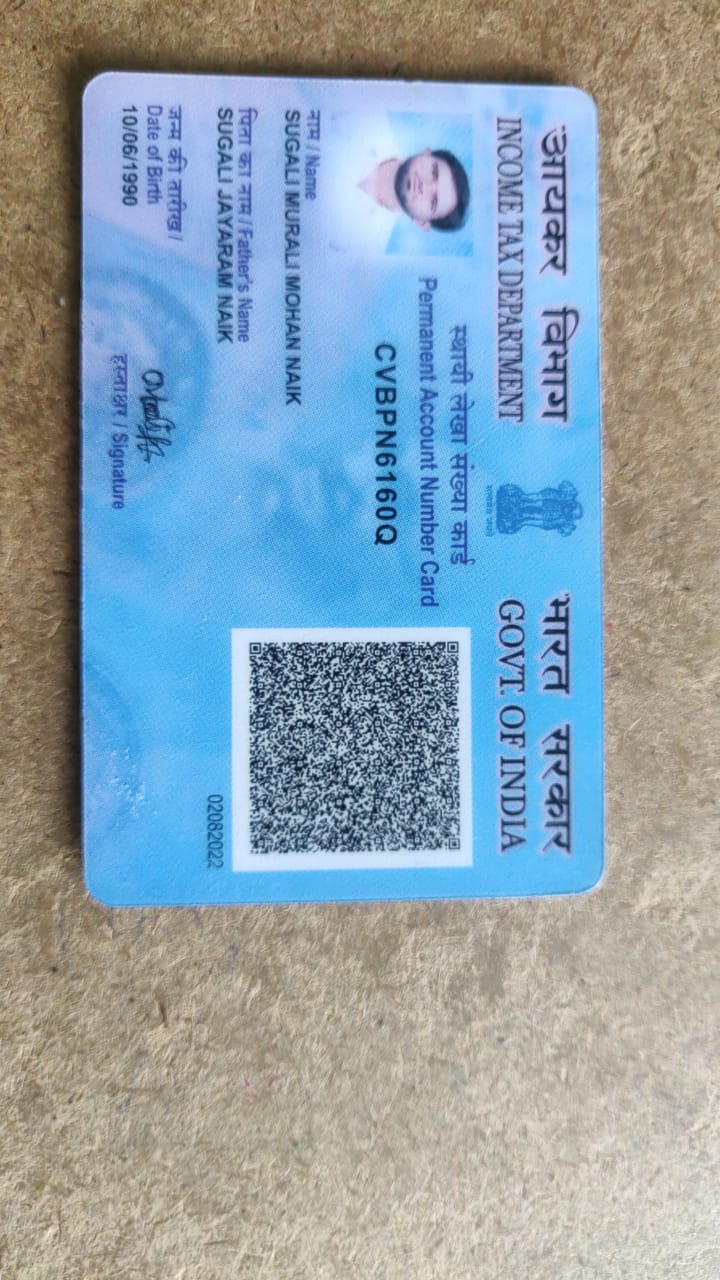 आयकर विभाग
INCOME TAX DEPARTMENT
सत्यमेव जयते
भारत सरकार
GOVT. OF INDIA
स्थायी लेखा संख्या कार्ड
Permanent Account Number Card
CVBPN6160Q
नाम / Name
SUGALI MURALI MOHAN NAIK
पिता का नाम / Father's Name
SUGALI JAYARAM NAIK
02082022
जन्म की तारीख /
Date of Birth
10/06/1990
हस्ताक्षर / Signature